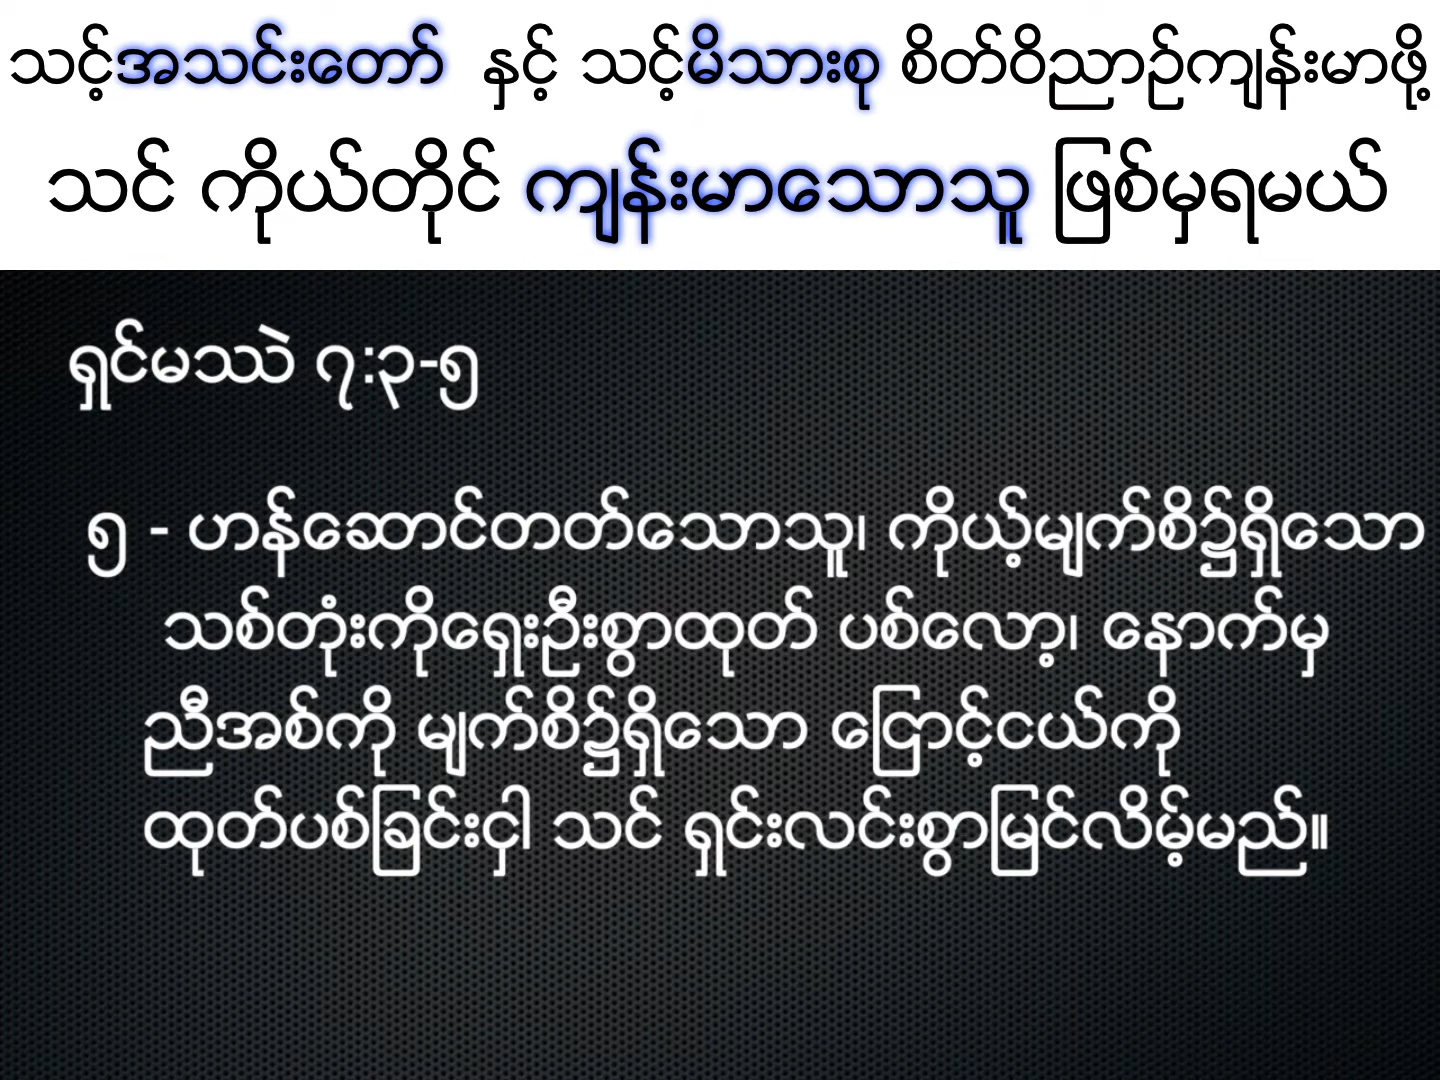 သင့်အသင်းတော် နှင့် သင့်မိသားစု စိတ်ဝိညာဉ်ကျန်းမာဖို့
သင် ကိုယ်တိုင် ကျန်းမာသောသူ ဖြစ်မှရမယ်
ရှင်မဿဲ ၇:၃-၅
၅ - ဟန်ဆောင်တတ်သောသူ၊ ကိုယ့်မျက်စိ၌ရှိသော
သစ်တုံးကိုရှေးဦးစွာထုတ် ပစ်လော့၊ နောက်မှ
ညီအစ်ကို မျက်စိ၌ရှိသော ငြောင့်ငယ်ကို
ထုတ်ပစ်ခြင်းငှါ သင် ရှင်းလင်းစွာမြင်လိမ့်မည်။